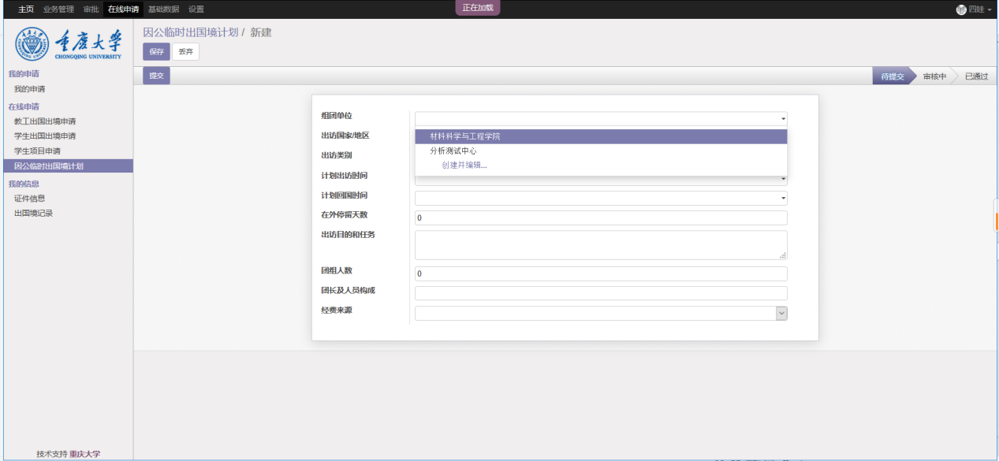 主页 业务管理 审批 在线申请 基础数据 设置 正在加载 四娃
重庆大学
CHONGQING UNIVERSITY
因公临时出国境计划 / 新建
保存 丢弃
提交 待提交 审核中 已通过
我的申请
我的申请
在线申请
教工出国出境申请
学生出国出境申请
学生项目申请
因公临时出国境计划
我的信息
证件信息
出国境记录
组团单位
出访国家/地区
材料科学与工程学院
出访类别
分析测试中心
创建并编辑...
计划出访时间
计划回国时间
在外停留天数 0
出访目的和任务
团组人数 0
团长及人员构成
经费来源
技术支持 重庆大学